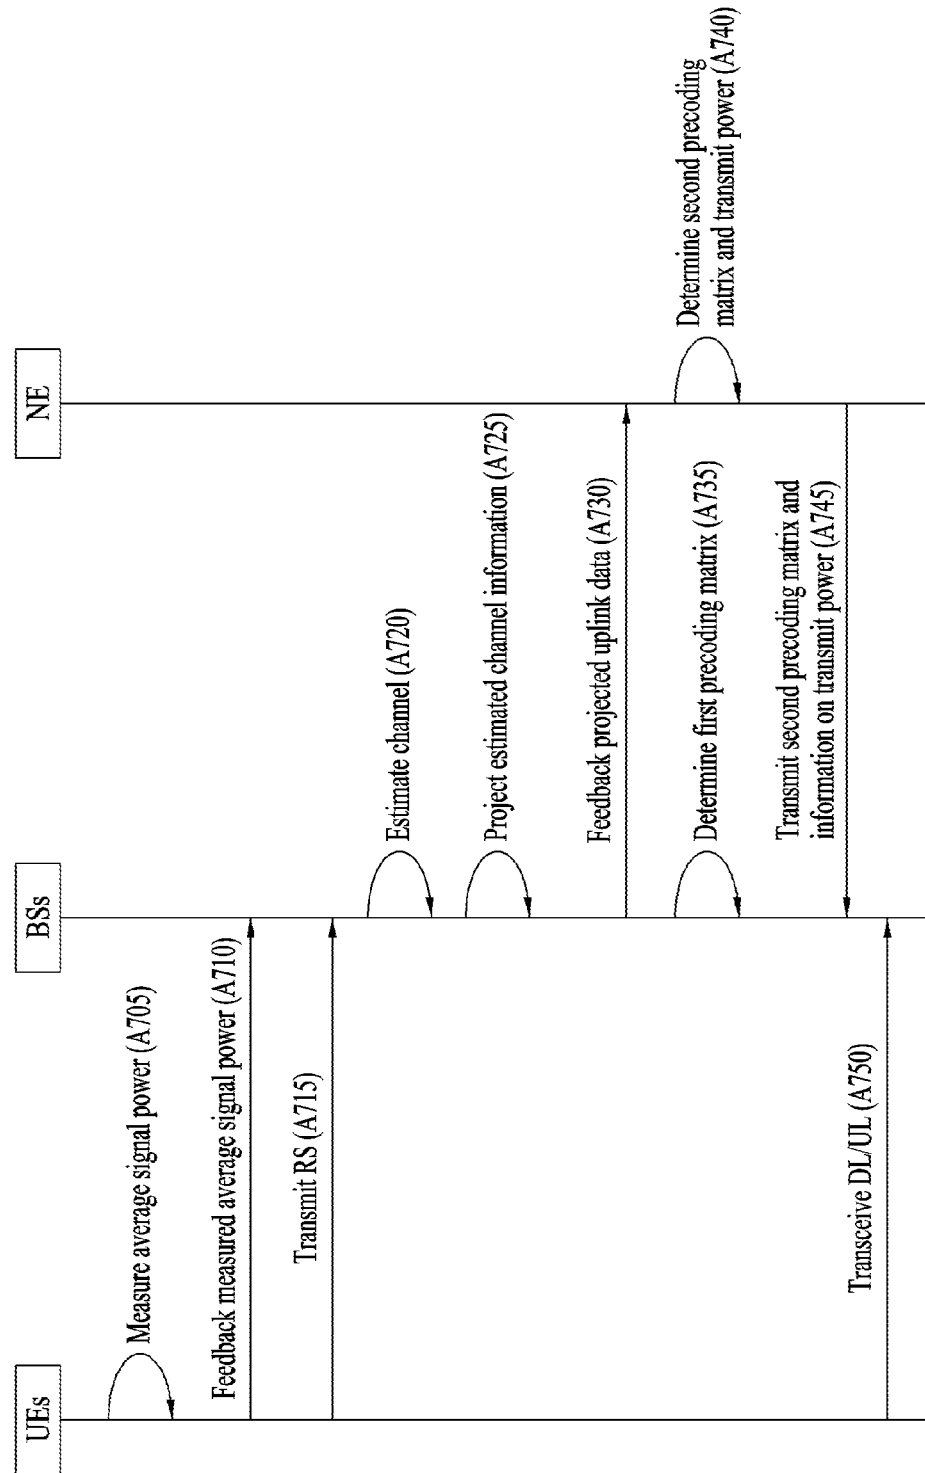 UEs
BSs
NE
Measure average signal power (A705)
Feedback measured average signal power (A710)
Transmit RS (A715)
Estimate channel (A720)
Project estimated channel information (A725)
Feedback projected uplink data (A730)
Determine first precoding matrix (A735)
Determine second precoding
matrix and transmit power (A740)
Transmit second precoding matrix and
information on transmit power (A745)
Transceive DL/UL (A750)